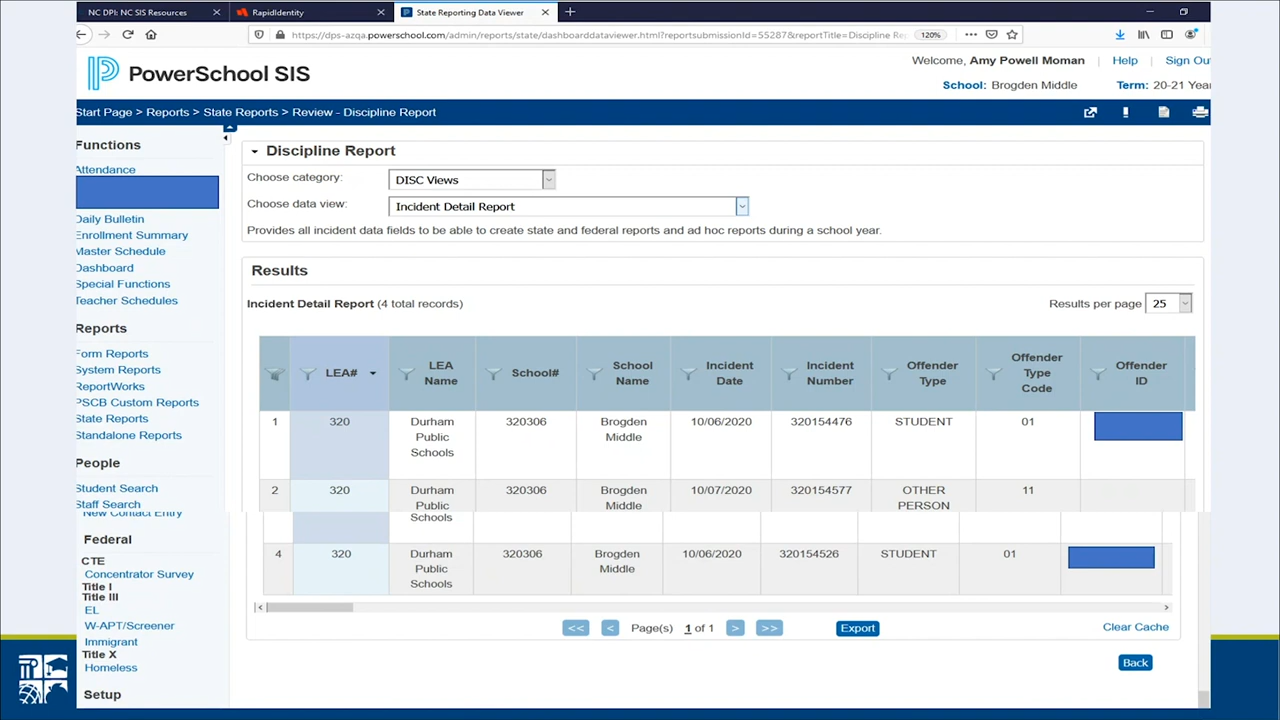 NC DPI: NC SIS Resources
RapidIdentity
State Reporting Data Viewer
https://dps-azqa.powerschool.com/admin/reports/state/dashboarddataviewer.html?reportsubmissionId=55287&reportTitle=Discipline Re
120%
PowerSchool SIS
Welcome, Amy Powell Moman
Help
Sign Ou
School: Brogden Middle
Term: 20-21 Year
Start Page > Reports > State Reports > Review - Discipline Report
Functions
Attendance
Daily Bulletin
Enrollment Summary
Master Schedule
Dashboard
Special Functions
Teacher Schedules
Reports
Form Reports
System Reports
ReportWorks
PSCB Custom Reports
State Reports
Standalone Reports
People
Student Search
Staff Search
New Contact Entry
Federal
CTE
Concentrator Survey
Title I
Title III
EL
W-APT/Screener
Immigrant
Title X
Homeless
Setup
Discipline Report
Choose category: DISC Views
Choose data view: Incident Detail Report
Provides all incident data fields to be able to create state and federal reports and ad hoc reports during a school year.
Results
Incident Detail Report (4 total records)
Results per page 25
LEA# LEA Name School# School Name Incident Date Incident Number Offender Type Offender Type Code Offender ID
1 320 Durham Public Schools 320306 Brogden Middle 10/06/2020 320154476 STUDENT 01
2 320 Durham Public 320306 Brogden Middle 10/07/2020 320154577 OTHER PERSON 11
Schools
4 320 Durham Public Schools 320306 Brogden Middle 10/06/2020 320154526 STUDENT 01
<< < Page(s) 1 of 1 > >>
Export
Clear Cache
Back